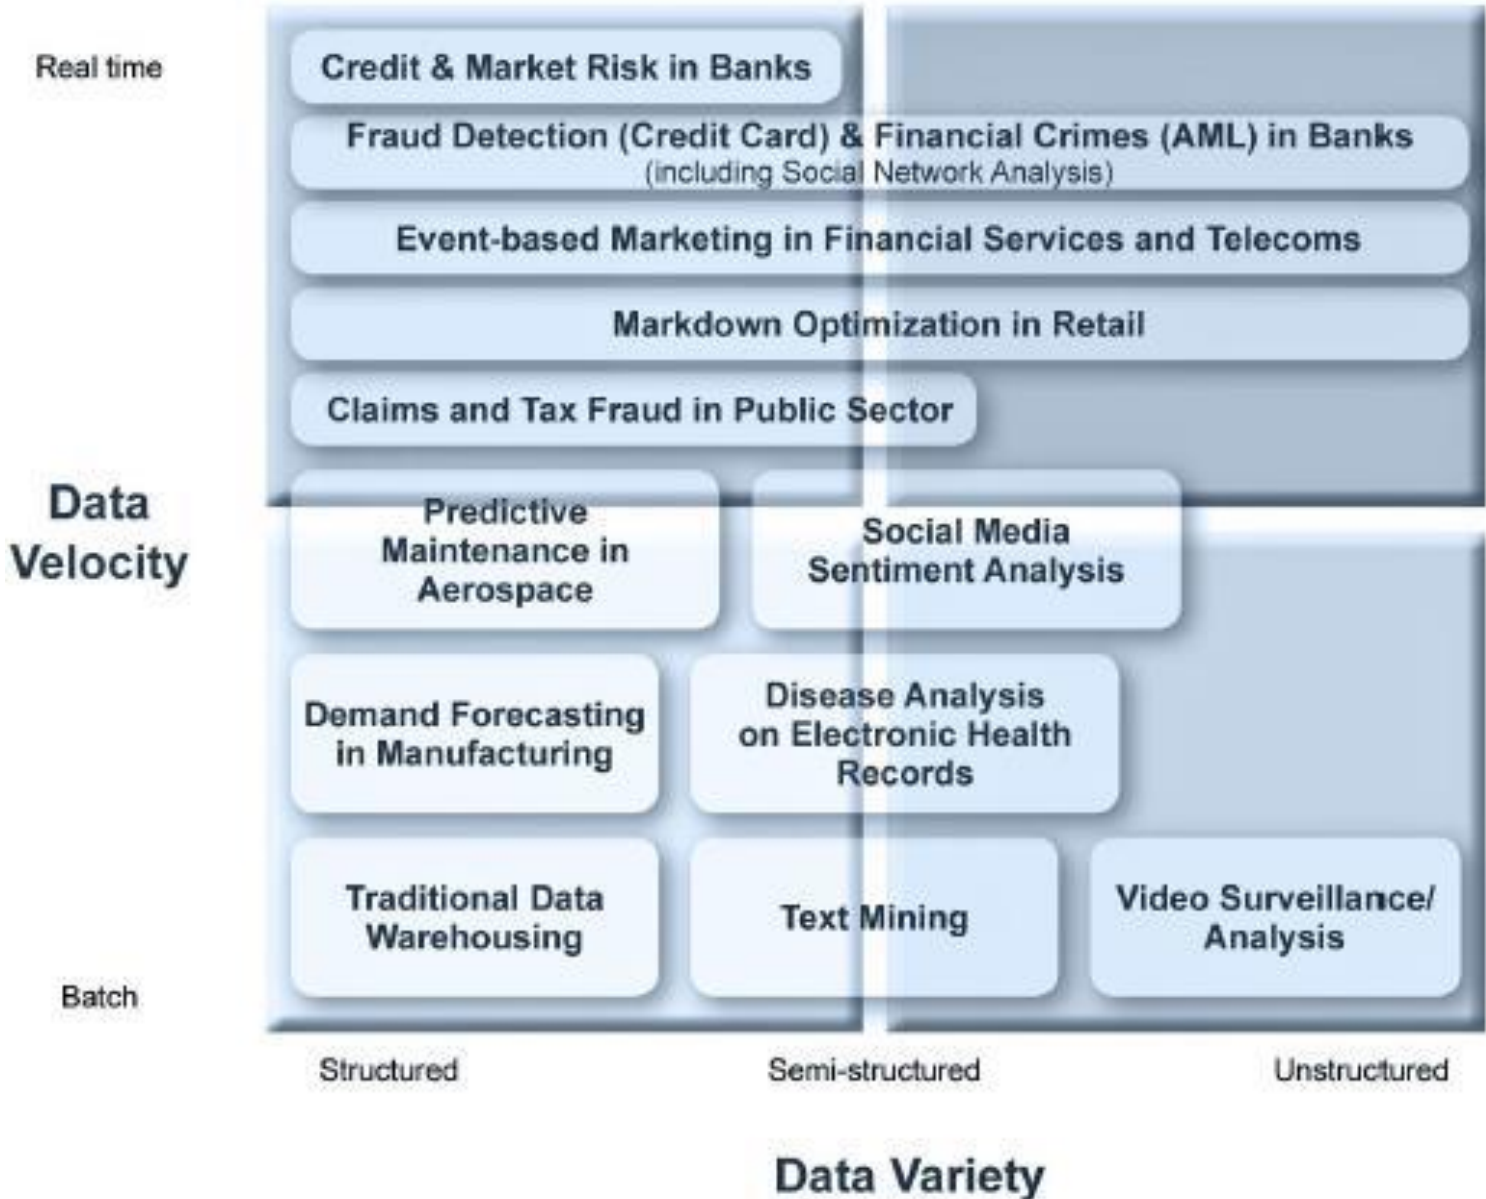 Real time
Credit & Market Risk in Banks
Fraud Detection (Credit Card) & Financial Crimes (AML) in Banks
(including Social Network Analysis)
Event-based Marketing in Financial Services and Telecoms
Markdown Optimization in Retail
Claims and Tax Fraud in Public Sector
Data
Velocity
Predictive
Maintenance in
Aerospace
Social Media
Sentiment Analysis
Demand Forecasting
in Manufacturing
Disease Analysis
on Electronic Health
Records
Traditional Data
Warehousing
Text Mining
Video Surveillance/
Analysis
Batch
Structured
Semi-structured
Unstructured
Data Variety